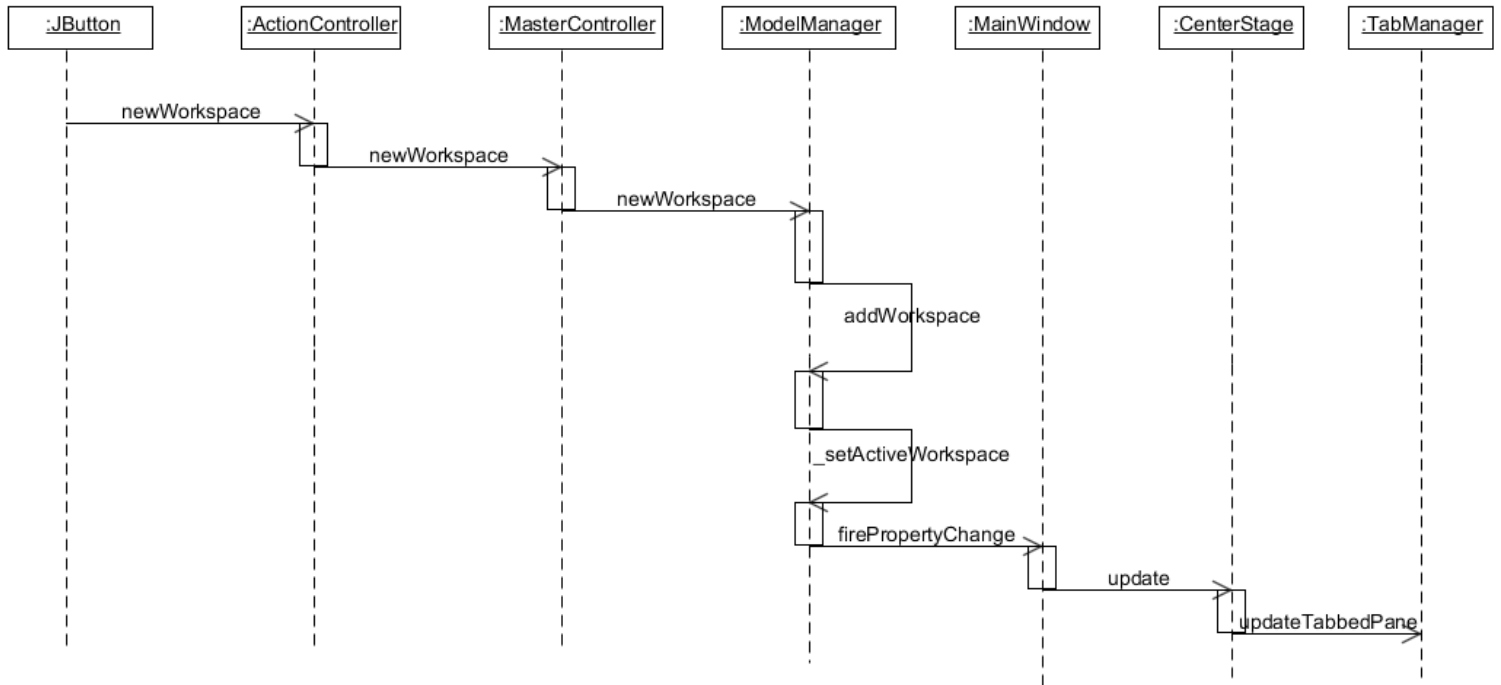 :JButton
:ActionController
:MasterController
:ModelManager
:MainWindow
:CenterStage
:TabManager
newWorkspace
newWorkspace
newWorkspace
addWorkspace
_setActiveWorkspace
firePropertyChange
update
updateTabbedPane